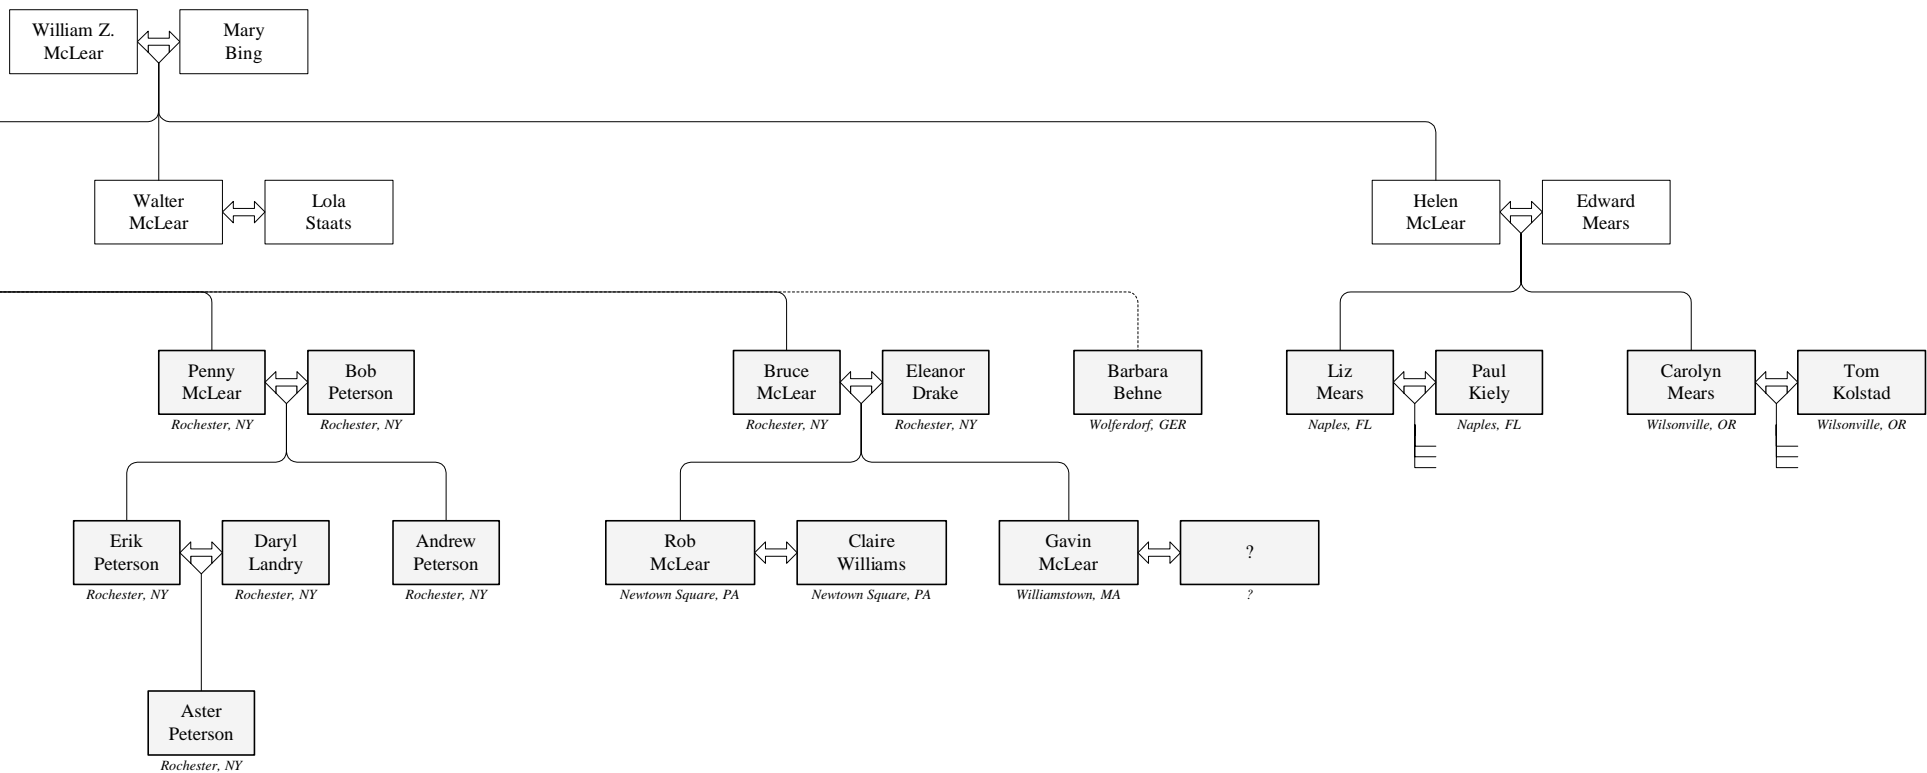 William Z.
McLear
Mary
Bing
Walter
McLear
Lola
Staats
Helen
McLear
Edward
Mears
Penny
McLear
Rochester, NY
Bob
Peterson
Rochester, NY
Bruce
McLear
Rochester, NY
Eleanor
Drake
Rochester, NY
Barbara
Behne
Wolferdorf, GER
Liz
Mears
Naples, FL
Paul
Kiely
Naples, FL
Carolyn
Mears
Wilsonville, OR
Tom
Kolstad
Wilsonville, OR
Erik
Peterson
Rochester, NY
Daryl
Landry
Rochester, NY
Andrew
Peterson
Rochester, NY
Rob
McLear
Newtown Square, PA
Claire
Williams
Newtown Square, PA
Gavin
McLear
Williamstown, MA
?
?
Aster
Peterson
Rochester, NY